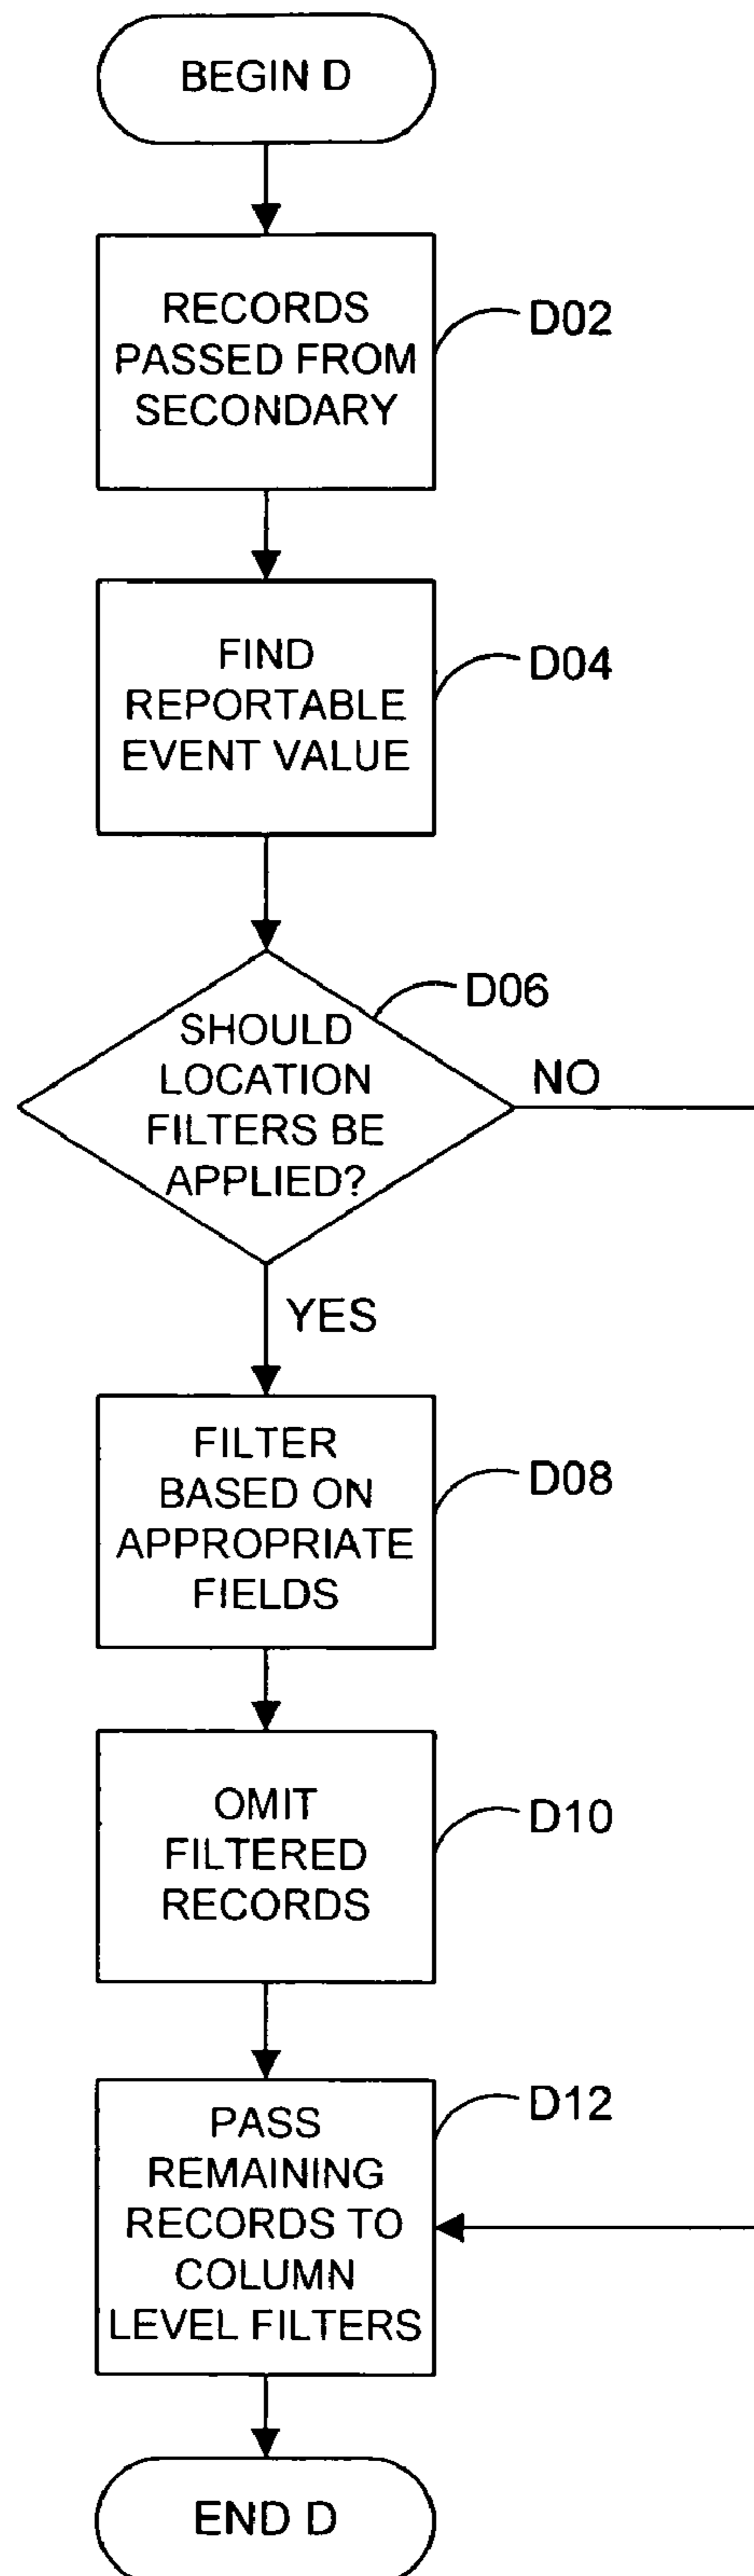 BEGIN D
RECORDS
PASSED FROM
SECONDARY
D02
FIND
REPORTABLE
EVENT VALUE
D04
D06
SHOULD
LOCATION
FILTERS BE
APPLIED?
NO
YES
FILTER
BASED ON
APPROPRIATE
FIELDS
D08
OMIT
FILTERED
RECORDS
D10
PASS
REMAINING
RECORDS TO
COLUMN
LEVEL FILTERS
D12
END D